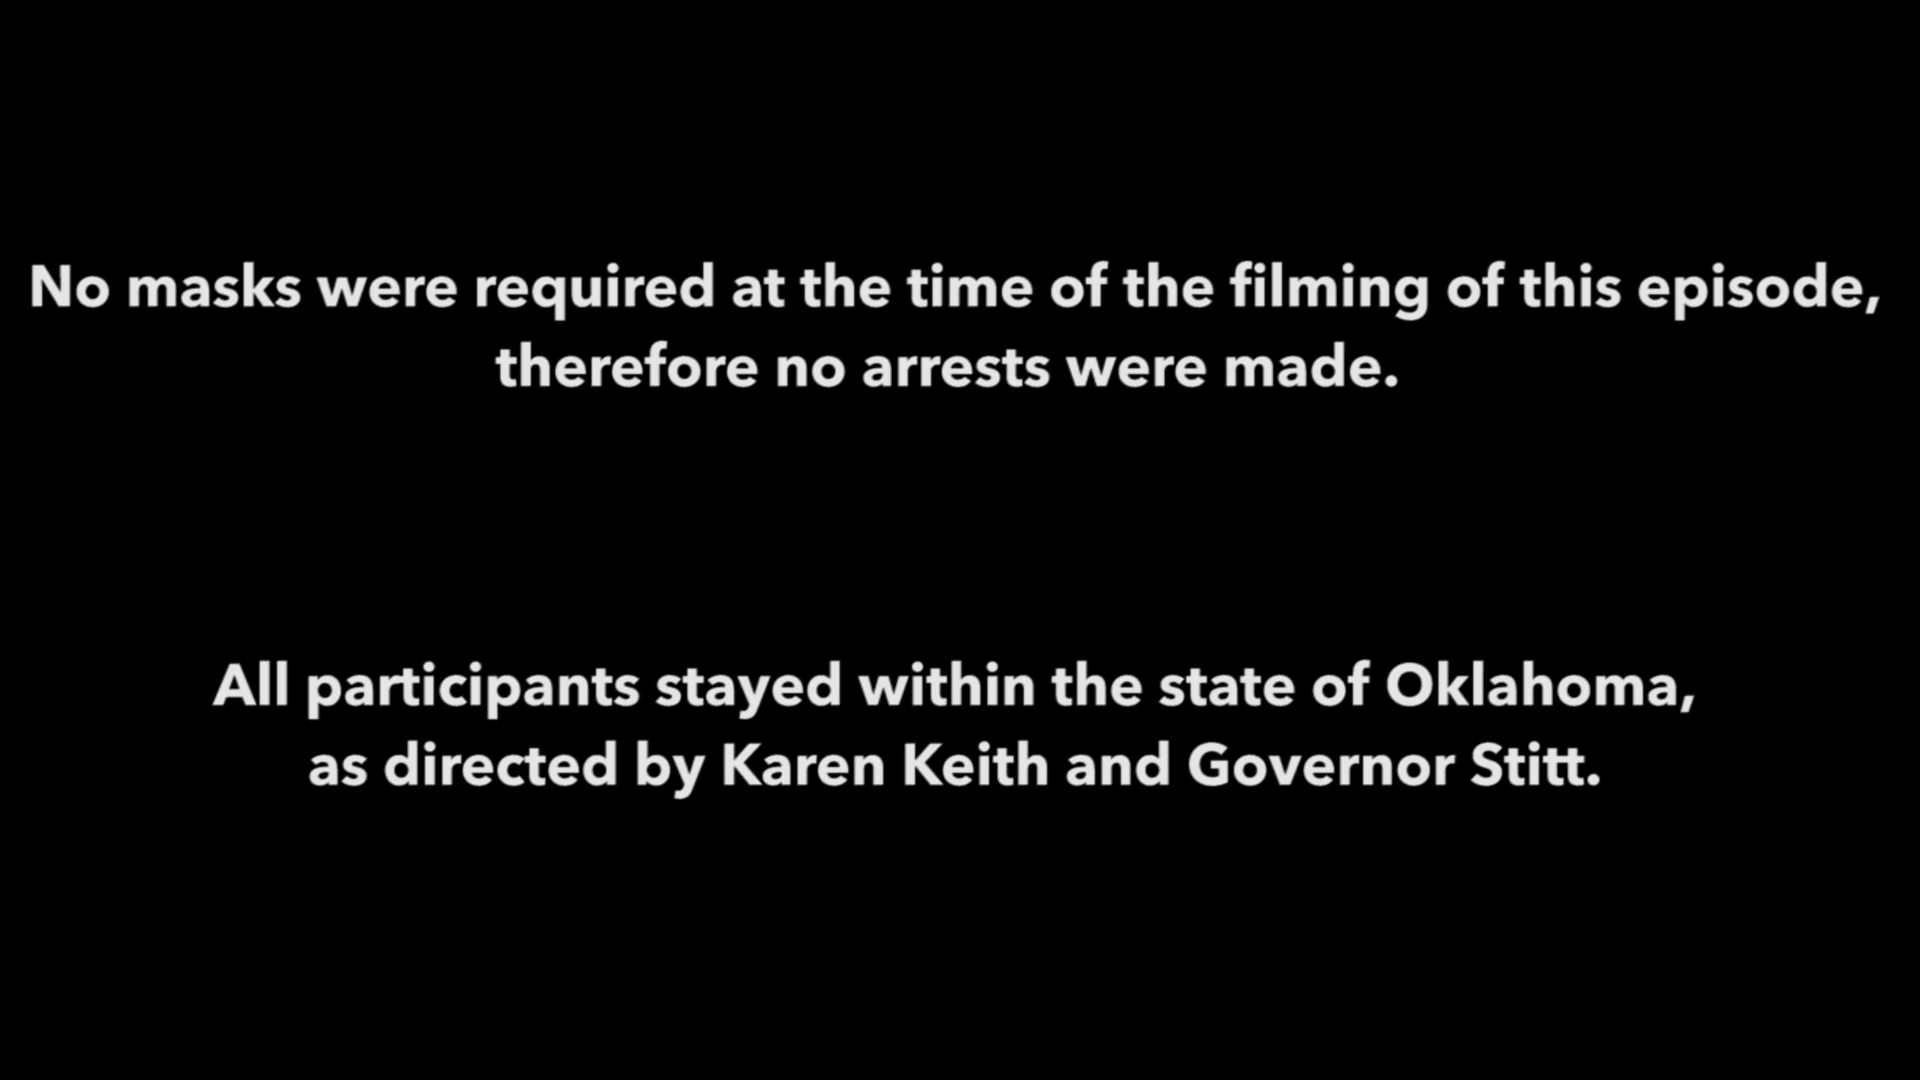 No masks were required at the time of the filming of this episode,
therefore no arrests were made.
All participants stayed within the state of Oklahoma,
as directed by Karen Keith and Governor Stitt.